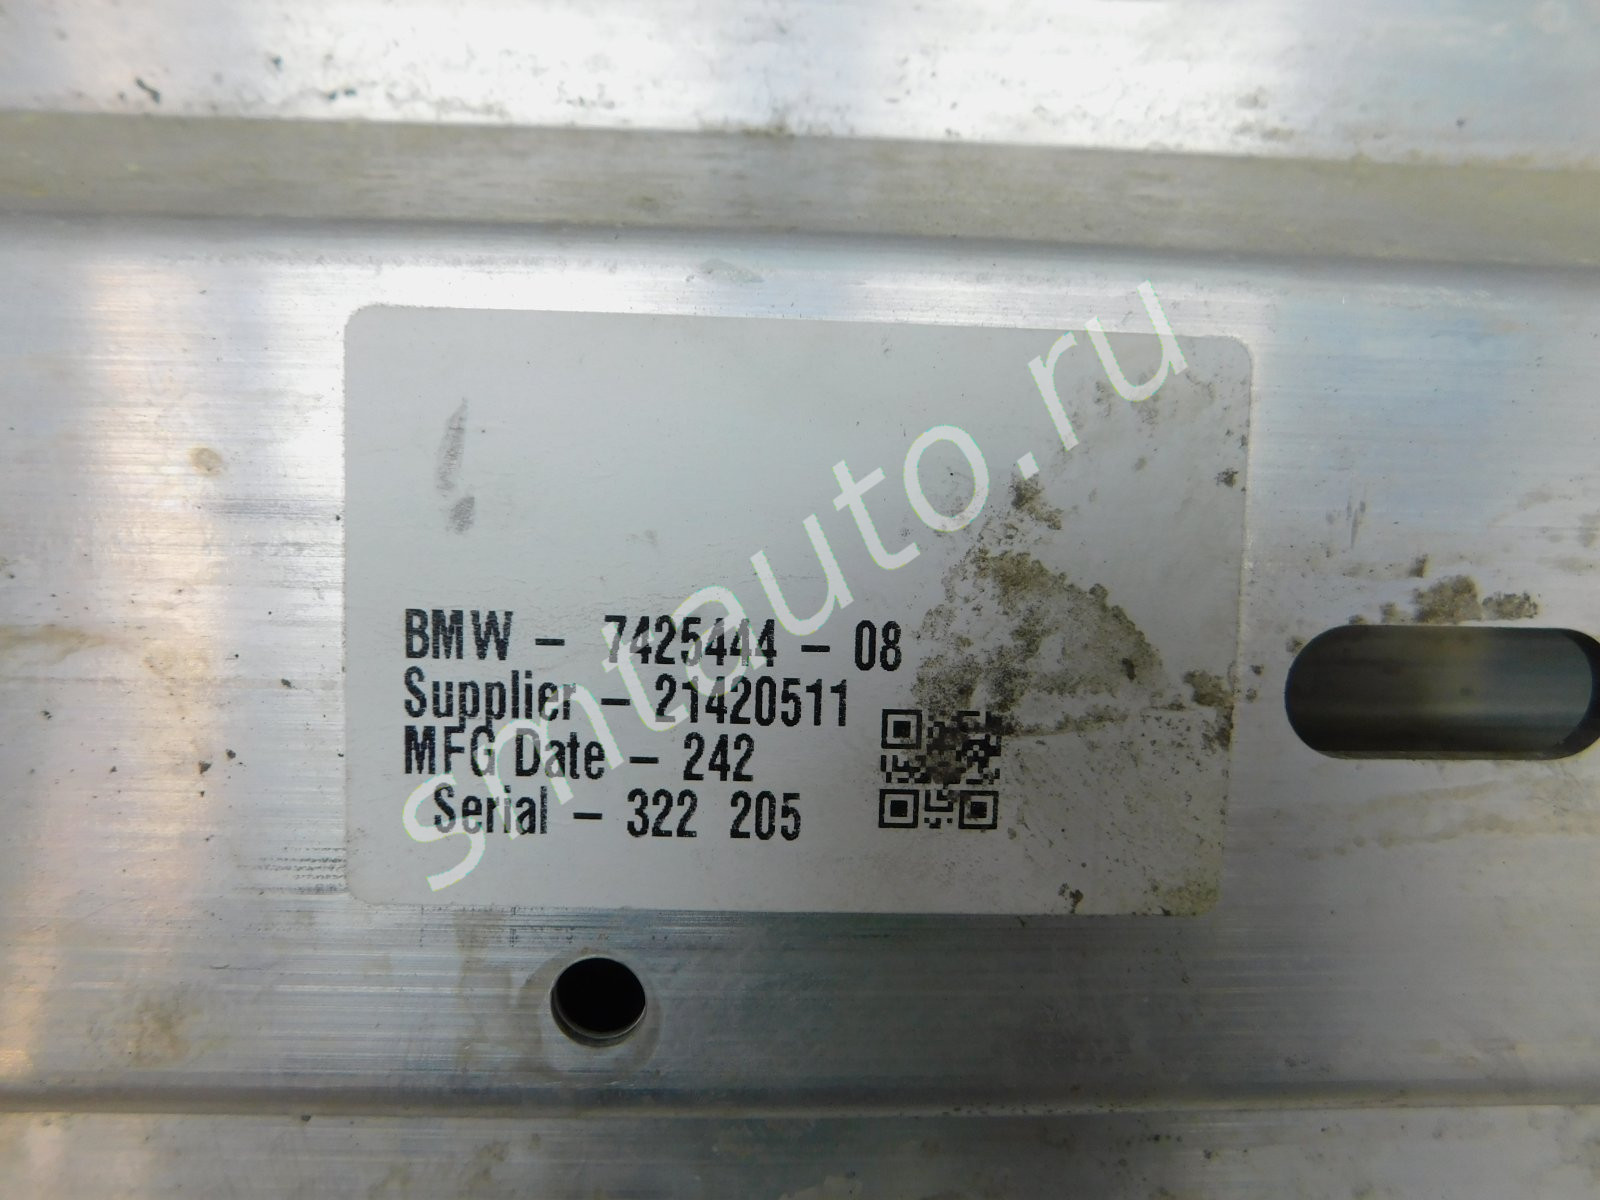 BMW - 7425444 - 08
Supplier - 21420511
MFG Date - 242
Serial - 322 205
smtauto.ru